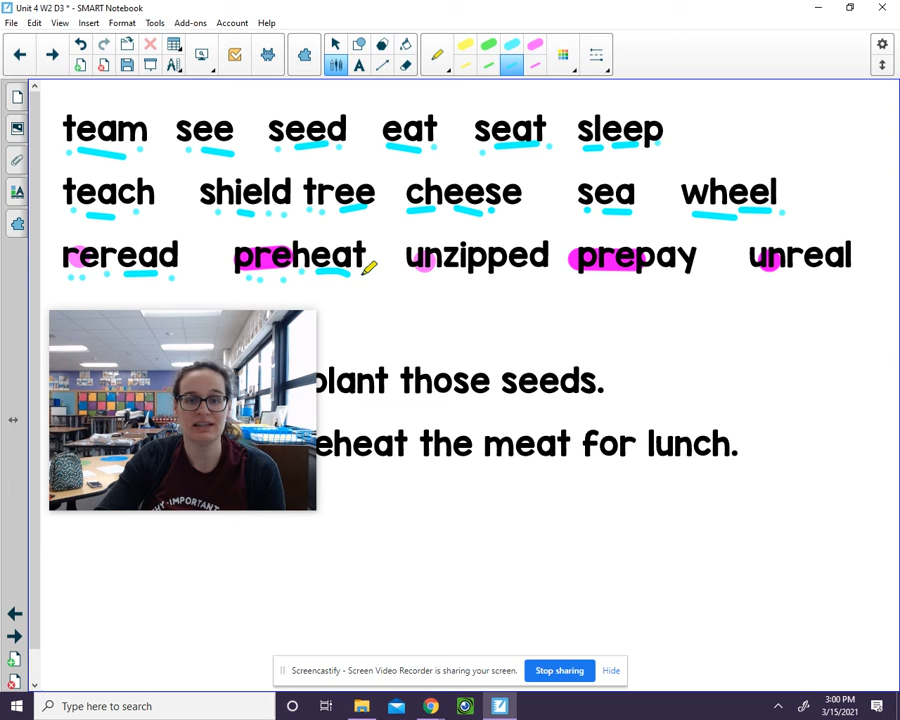 Unit 4 W2 D3 * - SMART Notebook
File Edit View Insert Format Tools Add-ons Account Help
team see seed eat seat sleep
teach shield tree cheese sea wheel
reread preheat unzipped prepay unreal
plant those seeds.
eheat the meat for lunch.
IMPORTANT
Screencastify - Screen Video Recorder is sharing your screen. Stop sharing Hide
Type here to search
3:00 PM
3/15/2021